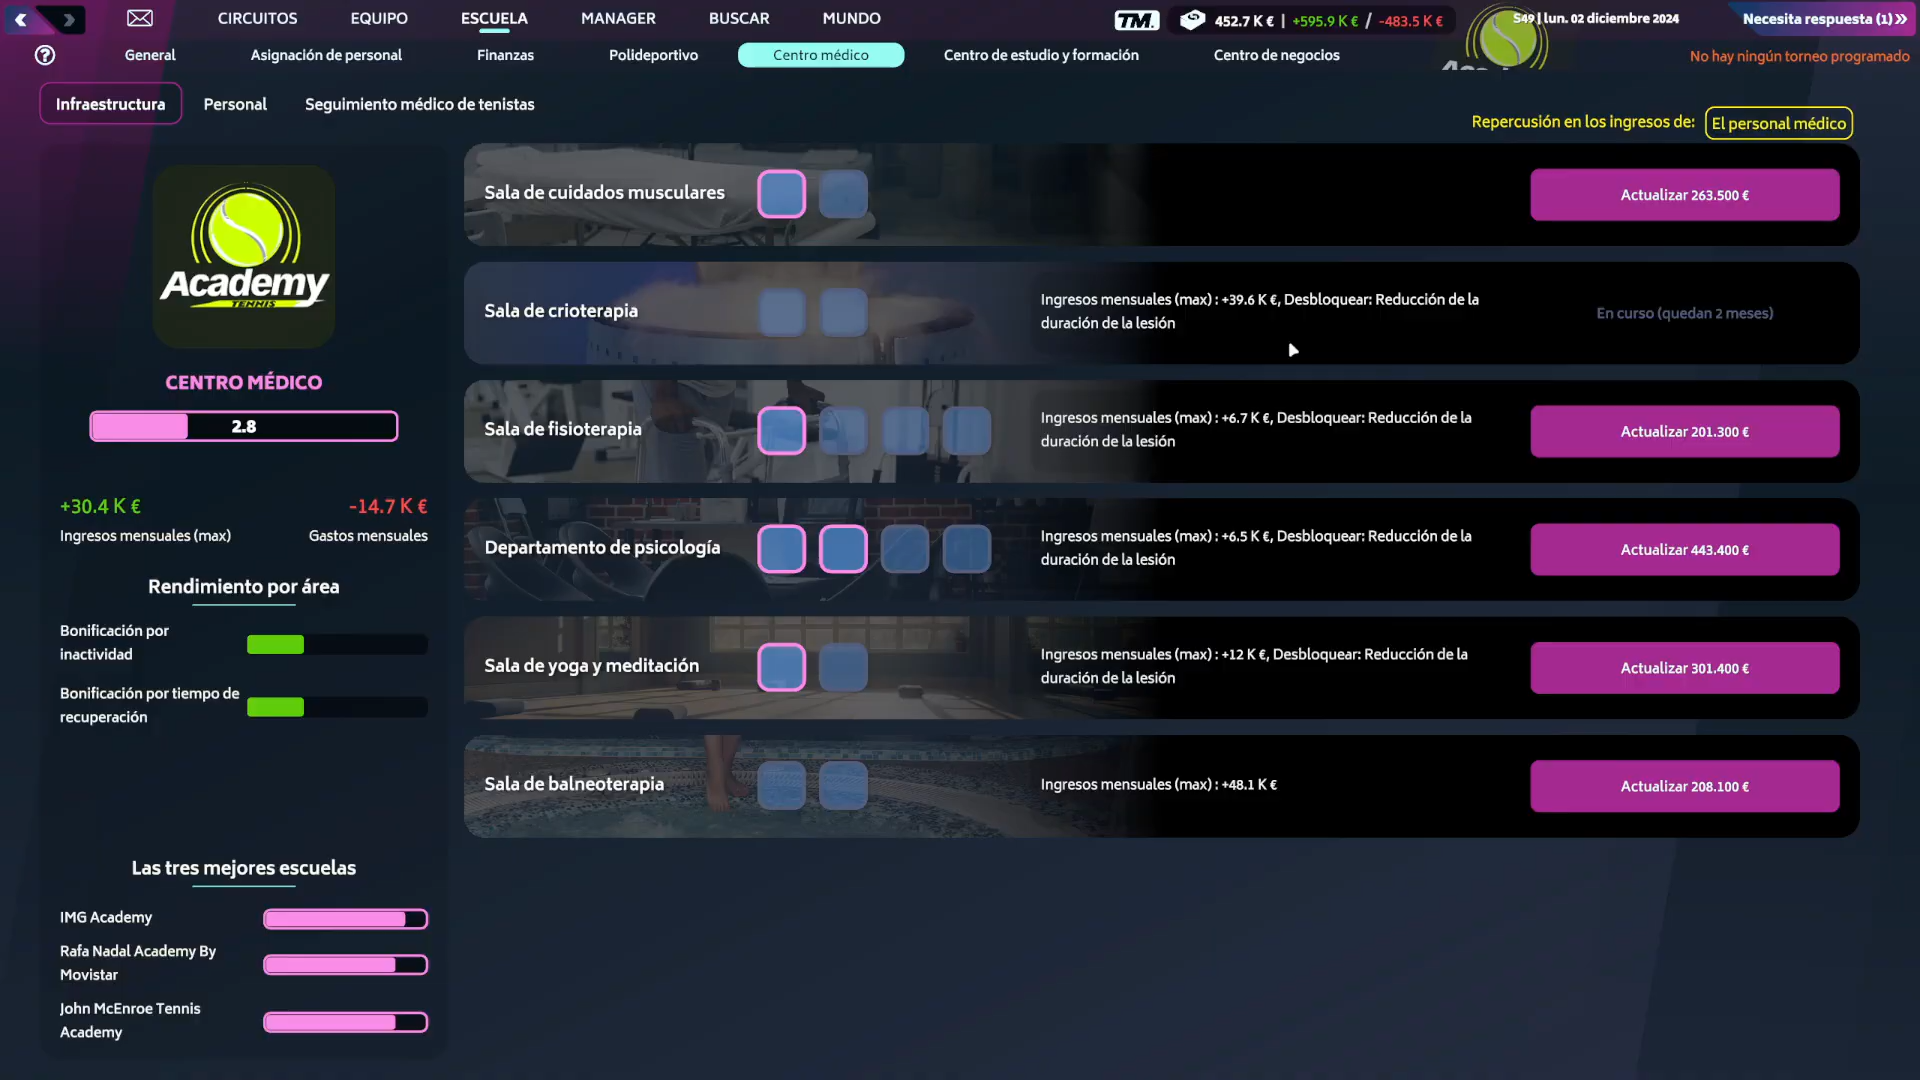 CIRCUITOS
EQUIPO
ESCUELA
MANAGER
BUSCAR
MUNDO
TM.
452.7 K € | +595.9 K € / -483.5 K €
S49 | lun. 02 diciembre 2024
Necesita respuesta (1)
General
Asignación de personal
Finanzas
Polideportivo
Centro médico
Centro de estudio y formación
Centro de negocios
No hay ningún torneo programado
Infraestructura
Personal
Seguimiento médico de tenistas
Repercusión en los ingresos de:
El personal médico
Academy
TENNIS
CENTRO MÉDICO
2.8
+30.4 K €
-14.7 K €
Ingresos mensuales (max)
Gastos mensuales
Rendimiento por área
Bonificación por
inactividad
Bonificación por tiempo de
recuperación
Las tres mejores escuelas
IMG Academy
Rafa Nadal Academy By
Movistar
John McEnroe Tennis
Academy
Sala de cuidados musculares
Actualizar 263.500 €
Sala de crioterapia
Ingresos mensuales (max) : +39.6 K €, Desbloquear: Reducción de la
duración de la lesión
En curso (quedan 2 meses)
Sala de fisioterapia
Ingresos mensuales (max) : +6.7 K €, Desbloquear: Reducción de la
duración de la lesión
Actualizar 201.300 €
Departamento de psicología
Ingresos mensuales (max) : +6.5 K €, Desbloquear: Reducción de la
duración de la lesión
Actualizar 443.400 €
Sala de yoga y meditación
Ingresos mensuales (max) : +12 K €, Desbloquear: Reducción de la
duración de la lesión
Actualizar 301.400 €
Sala de balneoterapia
Ingresos mensuales (max) : +48.1 K €
Actualizar 208.100 €